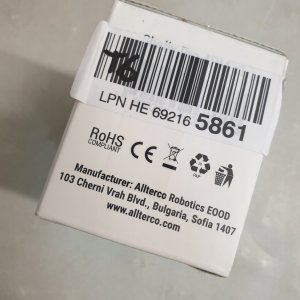 T6
LPN HE 69216 5861
RoHS
COMPLIANT
Manufacturer: Allterco Robotics EOOD
103 Cherni Vrah Blvd., Bulgaria, Sofia 1407
www.allterco.com